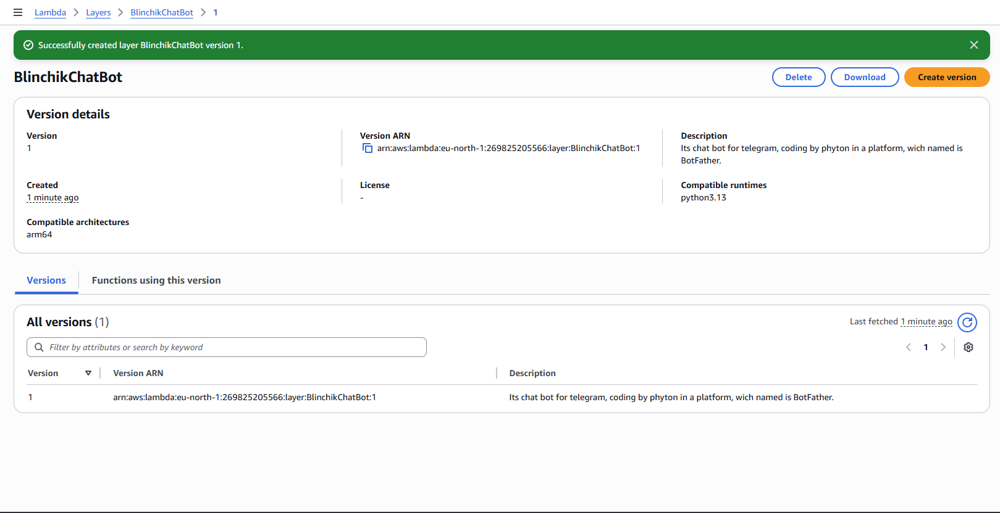 Lambda > Layers > BlinchikChatBot > 1
Successfully created layer BlinchikChatBot version 1.
BlinchikChatBot
Delete Download Create version
Version details
Version
1
Version ARN
arn:aws:lambda:eu-north-1:269825205566:layer:BlinchikChatBot:1
Description
Its chat bot for telegram, coding by phyton in a platform, wich named is
BotFather.
Created
1 minute ago
License
-
Compatible runtimes
python3.13
Compatible architectures
arm64
Versions Functions using this version
All versions (1)
Last fetched 1 minute ago
Filter by attributes or search by keyword
1
Version Version ARN Description
1 arn:aws:lambda:eu-north-1:269825205566:layer:BlinchikChatBot:1 Its chat bot for telegram, coding by phyton in a platform, wich named is BotFather.